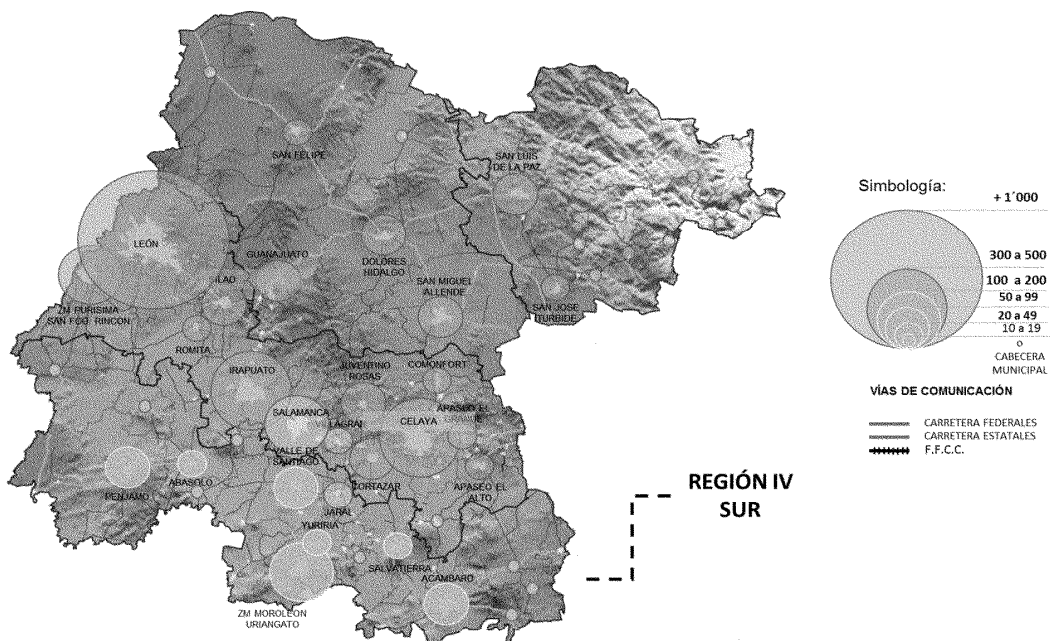 SAN FELIPE
SAN LUIS
DE LA PAZ
LEÓN
GUANAJUATO
DOLORES
HIDALGO
SAN MIGUEL
ALLENDE
SAN JOSE
ITURBIDE
ZM PURISIMA
SAN FCO. RINCON
ROMITA
IRAPUATO
JUVENTINO
ROSAS
COMONFORT
SALAMANCA
CELAYA
APASEO EL
VALLE DE
SANTIAGO
PENJAMO
ABASOLO
CORTAZAR
APASEO EL
ALTO
JARAL
YURIRIA
SALVATIERRA
ACAMBARO
ZM MOROLEON
URIANGATO
REGIÓN IV
SUR
Simbología:
+ 1´000
300 a 500
100 a 200
50 a 99
20 a 49
10 a 19
o
CABECERA
MUNICIPAL
VÍAS DE COMUNICACIÓN
CARRETERA FEDERALES
CARRETERA ESTATALES
F.F.C.C.